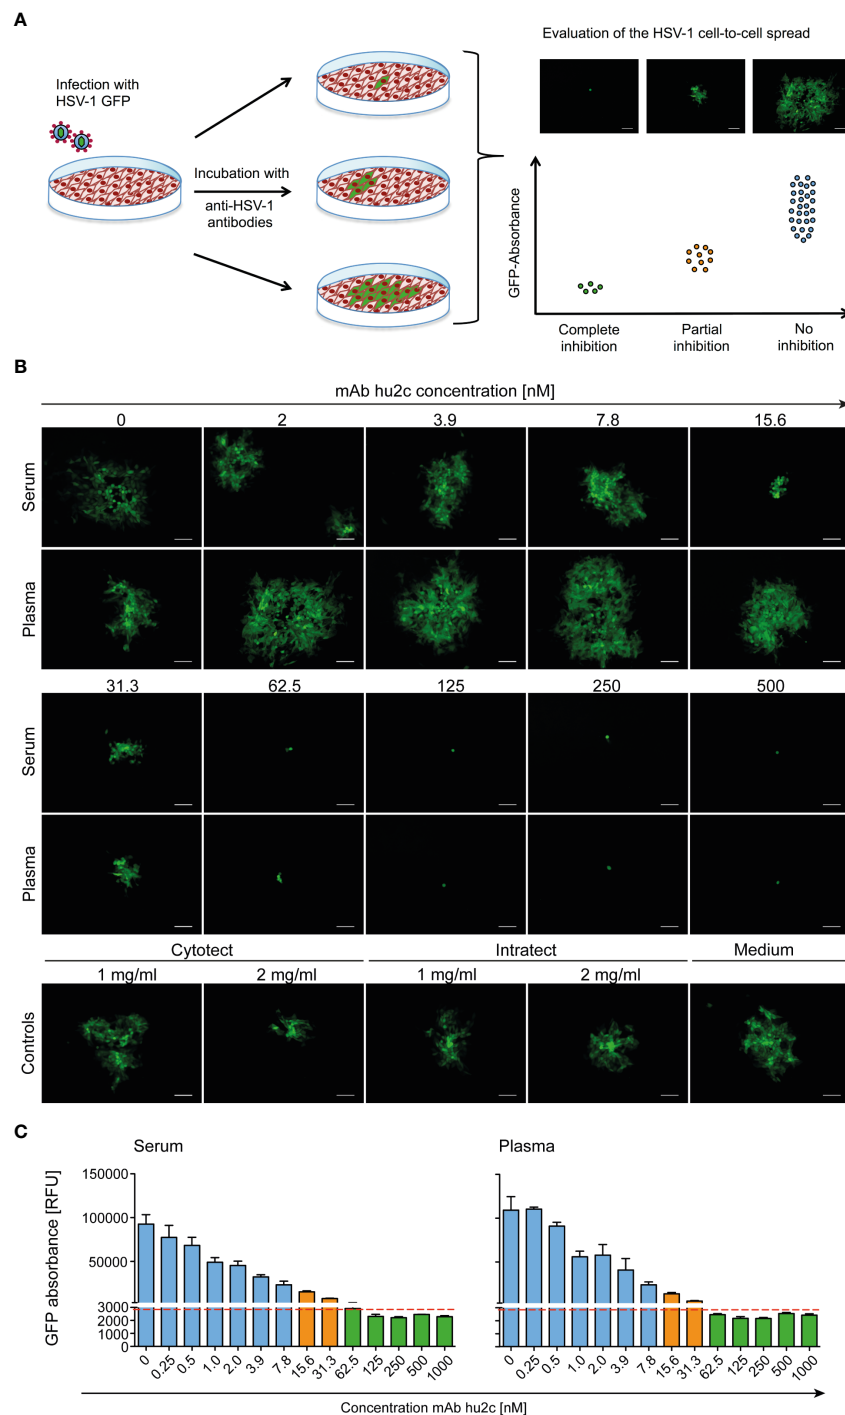 A
Infection with
HSV-1 GFP
Incubation with
anti-HSV-1
antibodies
Evaluation of the HSV-1 cell-to-cell spread
GFP-Absorbance
Complete
inhibition
Partial
inhibition
No
inhibition
B
mAb hu2c concentration [nM]
0 2 3.9 7.8 15.6
Serum
Plasma
31.3 62.5 125 250 500
Serum
Plasma
Cytotect Intratect Medium
1 mg/ml 2 mg/ml 1 mg/ml 2 mg/ml
Controls
C
Serum Plasma
GFP absorbance [RFU]
150000
100000
50000
3000
2000
1000
0
0 0.25 0.5 1.0 2.0 3.9 7.8 15.6 31.3 62.5 125 250 500 1000
0 0.25 0.5 1.0 2.0 3.9 7.8 15.6 31.3 62.5 125 250 500 1000
Concentration mAb hu2c [nM]